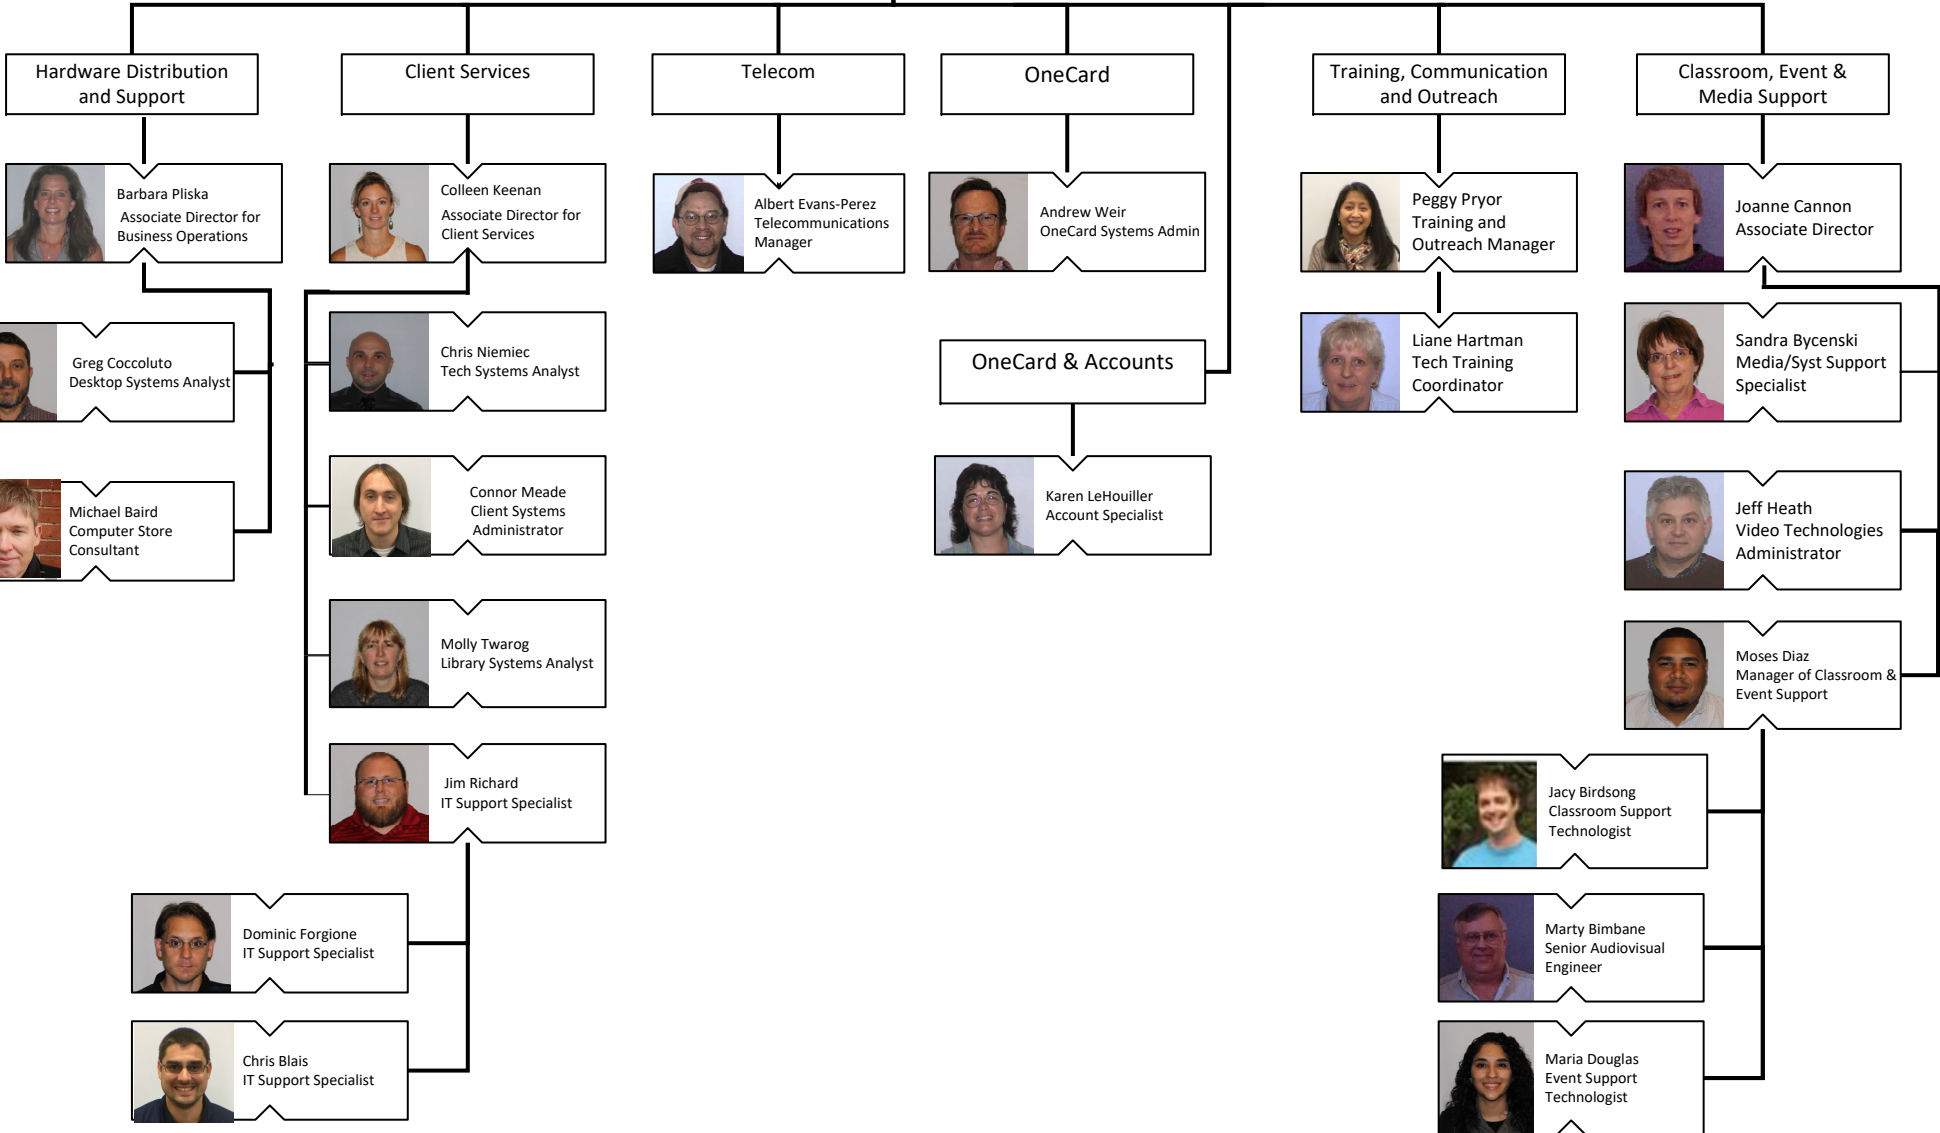 Hardware Distribution
and Support
Client Services
Telecom
OneCard
Training, Communication
and Outreach
Classroom, Event &
Media Support
Barbara Pliska
Associate Director for
Business Operations
Colleen Keenan
Associate Director for
Client Services
Albert Evans-Perez
Telecommunications
Manager
Andrew Weir
OneCard Systems Admin
Peggy Pryor
Training and
Outreach Manager
Joanne Cannon
Associate Director
Greg Coccoluto
Desktop Systems Analyst
Chris Niemiec
Tech Systems Analyst
OneCard & Accounts
Liane Hartman
Tech Training
Coordinator
Sandra Bycenski
Media/Syst Support
Specialist
Michael Baird
Computer Store
Consultant
Connor Meade
Client Systems
Administrator
Karen LeHouiller
Account Specialist
Jeff Heath
Video Technologies
Administrator
Molly Twarog
Library Systems Analyst
Moses Diaz
Manager of Classroom &
Event Support
Jim Richard
IT Support Specialist
Jacy Birdsong
Classroom Support
Technologist
Dominic Forgione
IT Support Specialist
Marty Bimbane
Senior Audiovisual
Engineer
Chris Blais
IT Support Specialist
Maria Douglas
Event Support
Technologist